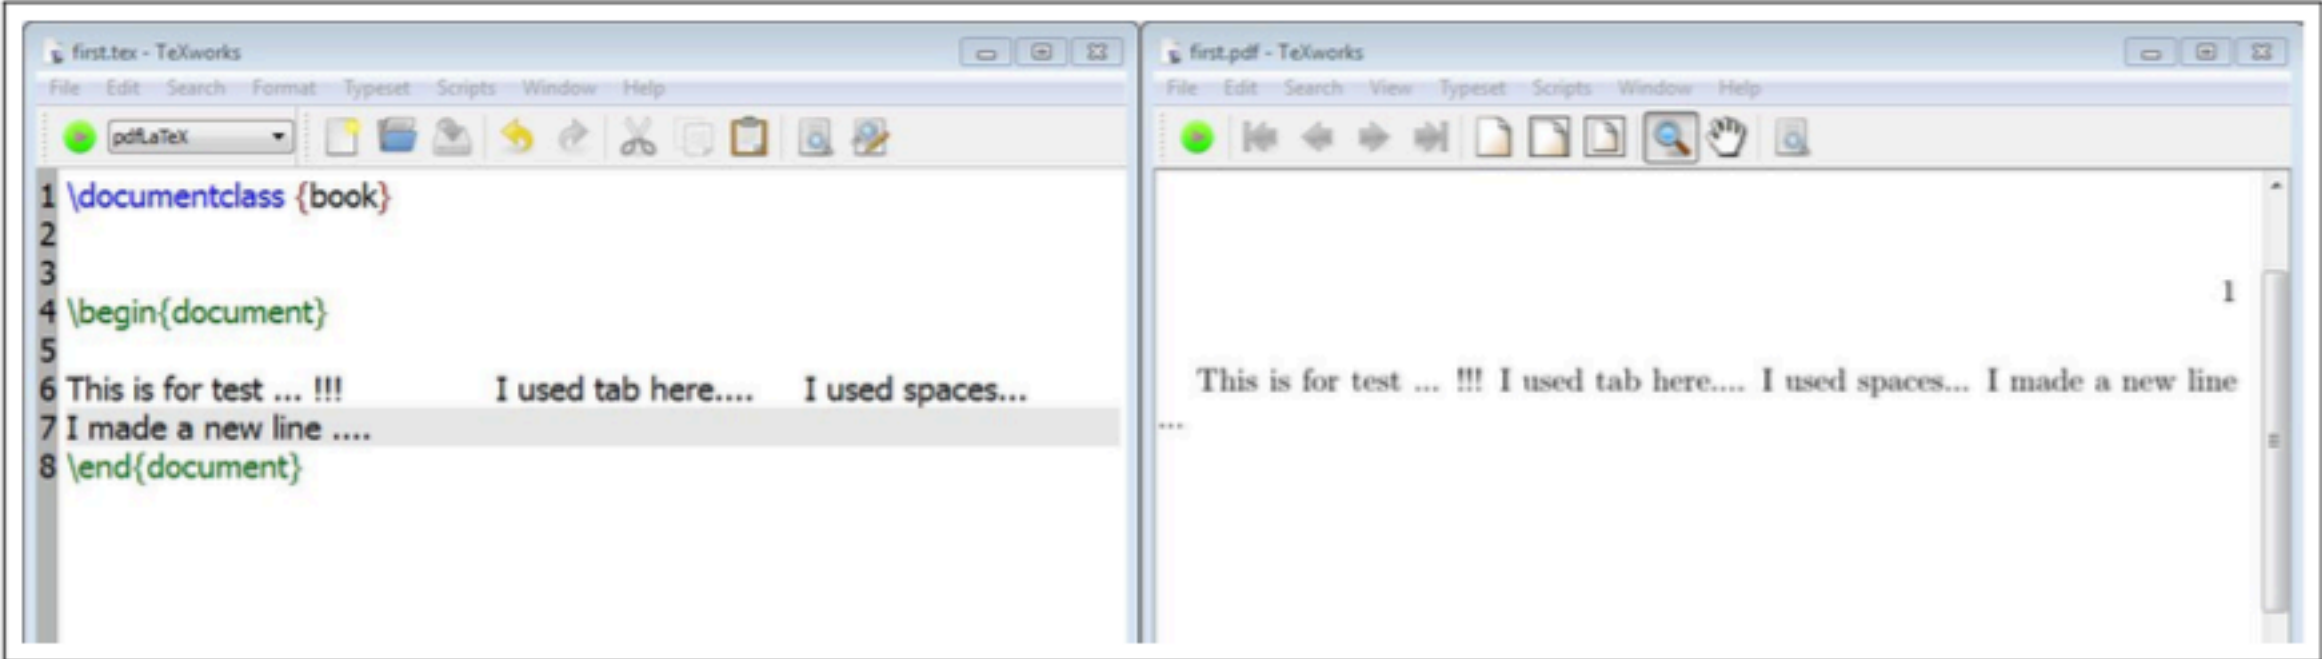 first.tex - TeXworks
File Edit Search Format Typeset Scripts Window Help
pdfLaTeX
1 \documentclass {book}
2
3
4 \begin{document}
5
6 This is for test ... !!! I used tab here.... I used spaces...
7 I made a new line ....
8 \end{document}
first.pdf - TeXworks
File Edit Search View Typeset Scripts Window Help
1
This is for test ... !!! I used tab here.... I used spaces... I made a new line
...